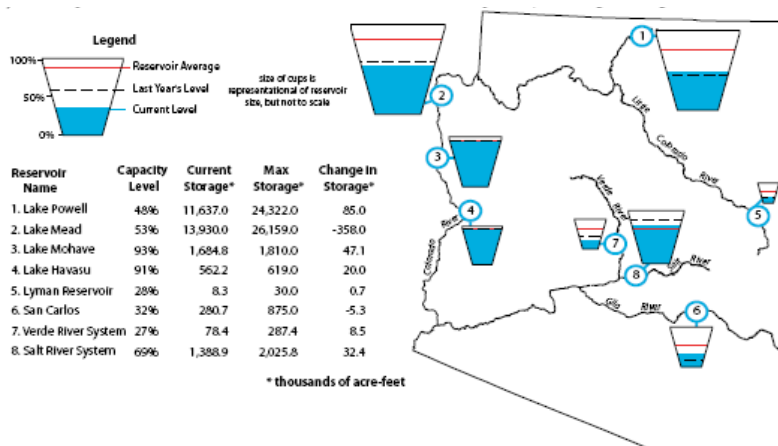 Legend
100%
50%
0%
Reservoir Average
Last Year's Level
Current Level
size of cups is
representational of reservoir
size, but not to scale
Reservoir Name Capacity Level Current Storage* Max Storage* Change in Storage*
1. Lake Powell 48% 11,637.0 24,322.0 85.0
2. Lake Mead 53% 13,930.0 26,159.0 -358.0
3. Lake Mohave 93% 1,684.8 1,810.0 47.1
4. Lake Havasu 91% 562.2 619.0 20.0
5. Lyman Reservoir 28% 8.3 30.0 0.7
6. San Carlos 32% 280.7 875.0 -5.3
7. Verde River System 27% 78.4 287.4 8.5
8. Salt River System 69% 1,388.9 2,025.8 32.4
* thousands of acre-feet
1
2
3
4
5
6
7
8
Colorado River
Little Colorado River
Verde River
Salt River
Gila River